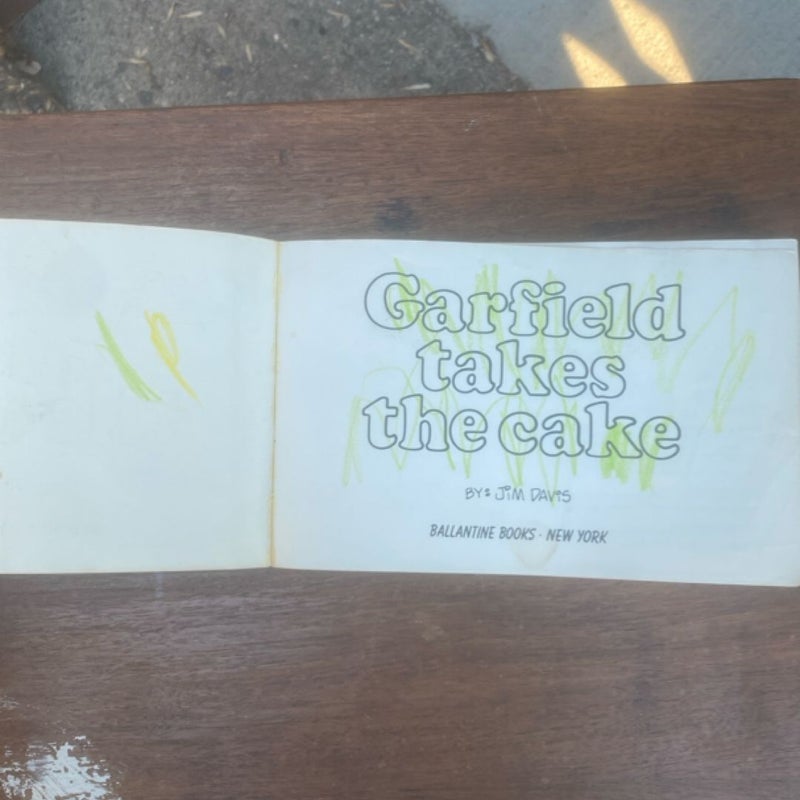 Garfield
takes
the cake
BY: JIM DAVIS
BALLANTINE BOOKS · NEW YORK